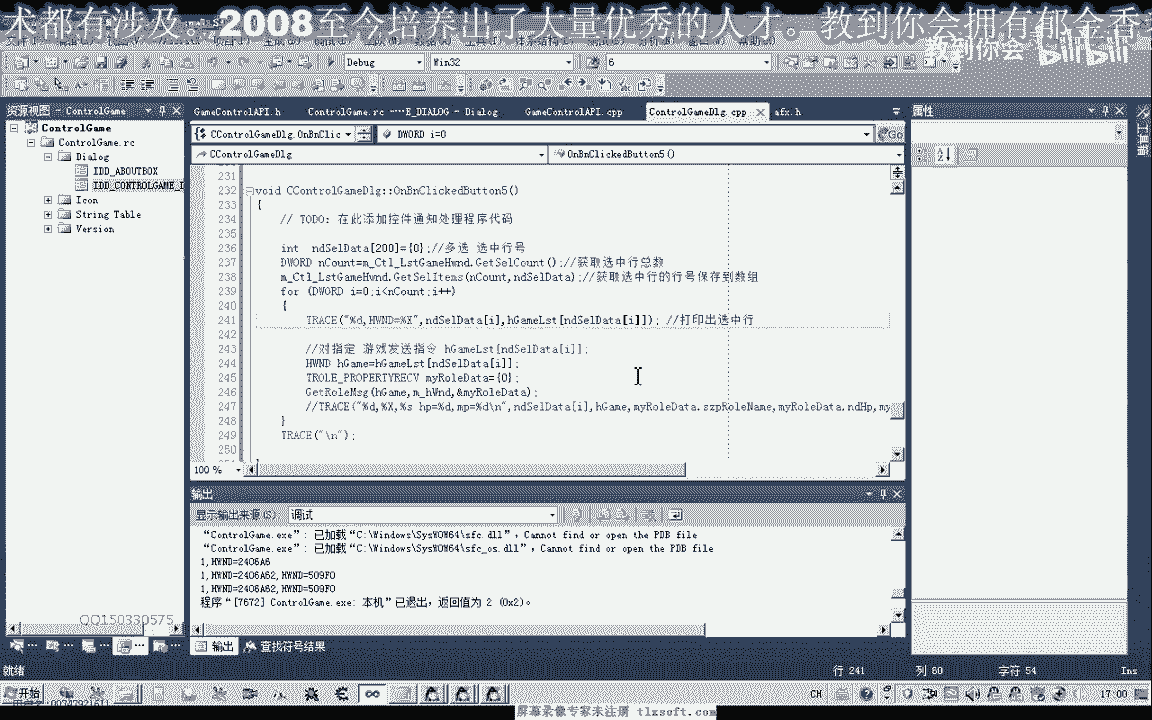 术都有涉及。2008至今培养出了大量优秀的人才。教到你会拥有郁金香
教到你会 bilibili
Debug Win32 6
资源视图 - ControlGame
GameControlAPI.h ControlGame.rc R_DIALOG - Dialog GameControlAPI.cpp ControlGameDlg.cpp afx.h
属性
工具箱
ControlGame
ControlGame.rc
Dialog
IDD_ABOUTBOX
IDD_CONTROLGAME_D
Icon
String Table
Version
CControlGameDlg.OnBnClic DWORD i=0 Go
CControlGameDlg OnBnClickedButton5()
231
232 void CControlGameDlg::OnBnClickedButton5()
233 {
234 // TODO: 在此添加控件通知处理程序代码
235
236 int ndSelData[200]={0};//多选 选中行号
237 DWORD nCount=m_Ctl_LstGameHwnd.GetSelCount();//获取选中行总数
238 m_Ctl_LstGameHwnd.GetSelItems(nCount,ndSelData);//获取选中行的行号保存到数组
239 for (DWORD i=0;i<nCount;i++)
240 {
241 TRACE("%d,HWND=%X",ndSelData[i],hGameLst[ndSelData[i]]); //打印出选中行
242
243 //对指定 游戏发送指令 hGameLst[ndSelData[i]];
244 HWND hGame=hGameLst[ndSelData[i]];
245 TROLE_PROPERTYRECV myRoleData={0};
246 GetRoleMsg(hGame,m_hWnd,&myRoleData);
247 //TRACE("%d,%X,%s hp=%d,mp=%d\n",ndSelData[i],hGame,myRoleData.szpRoleName,myRoleData.ndHp,my
248 }
249 TRACE("\n");
250
100 %
输出
显示输出来源(S): 调试
“ControlGame.exe”: 已加载“C:\Windows\SysWOW64\sfc.dll”，Cannot find or open the PDB file
“ControlGame.exe”: 已加载“C:\Windows\SysWOW64\sfc_os.dll”，Cannot find or open the PDB file
1,HWND=2406A6
1,HWND=2406A62,HWND=509F0
1,HWND=2406A62,HWND=509F0
程序“[7672] ControlGame.exe: 本机”已退出，返回值为 2 (0x2)。
QQ150330575
输出 查找符号结果
就绪 行 241 列 60 字符 54 Ins
开始 CH 17:00
屏幕录像专家未注册 tlxsoft.com